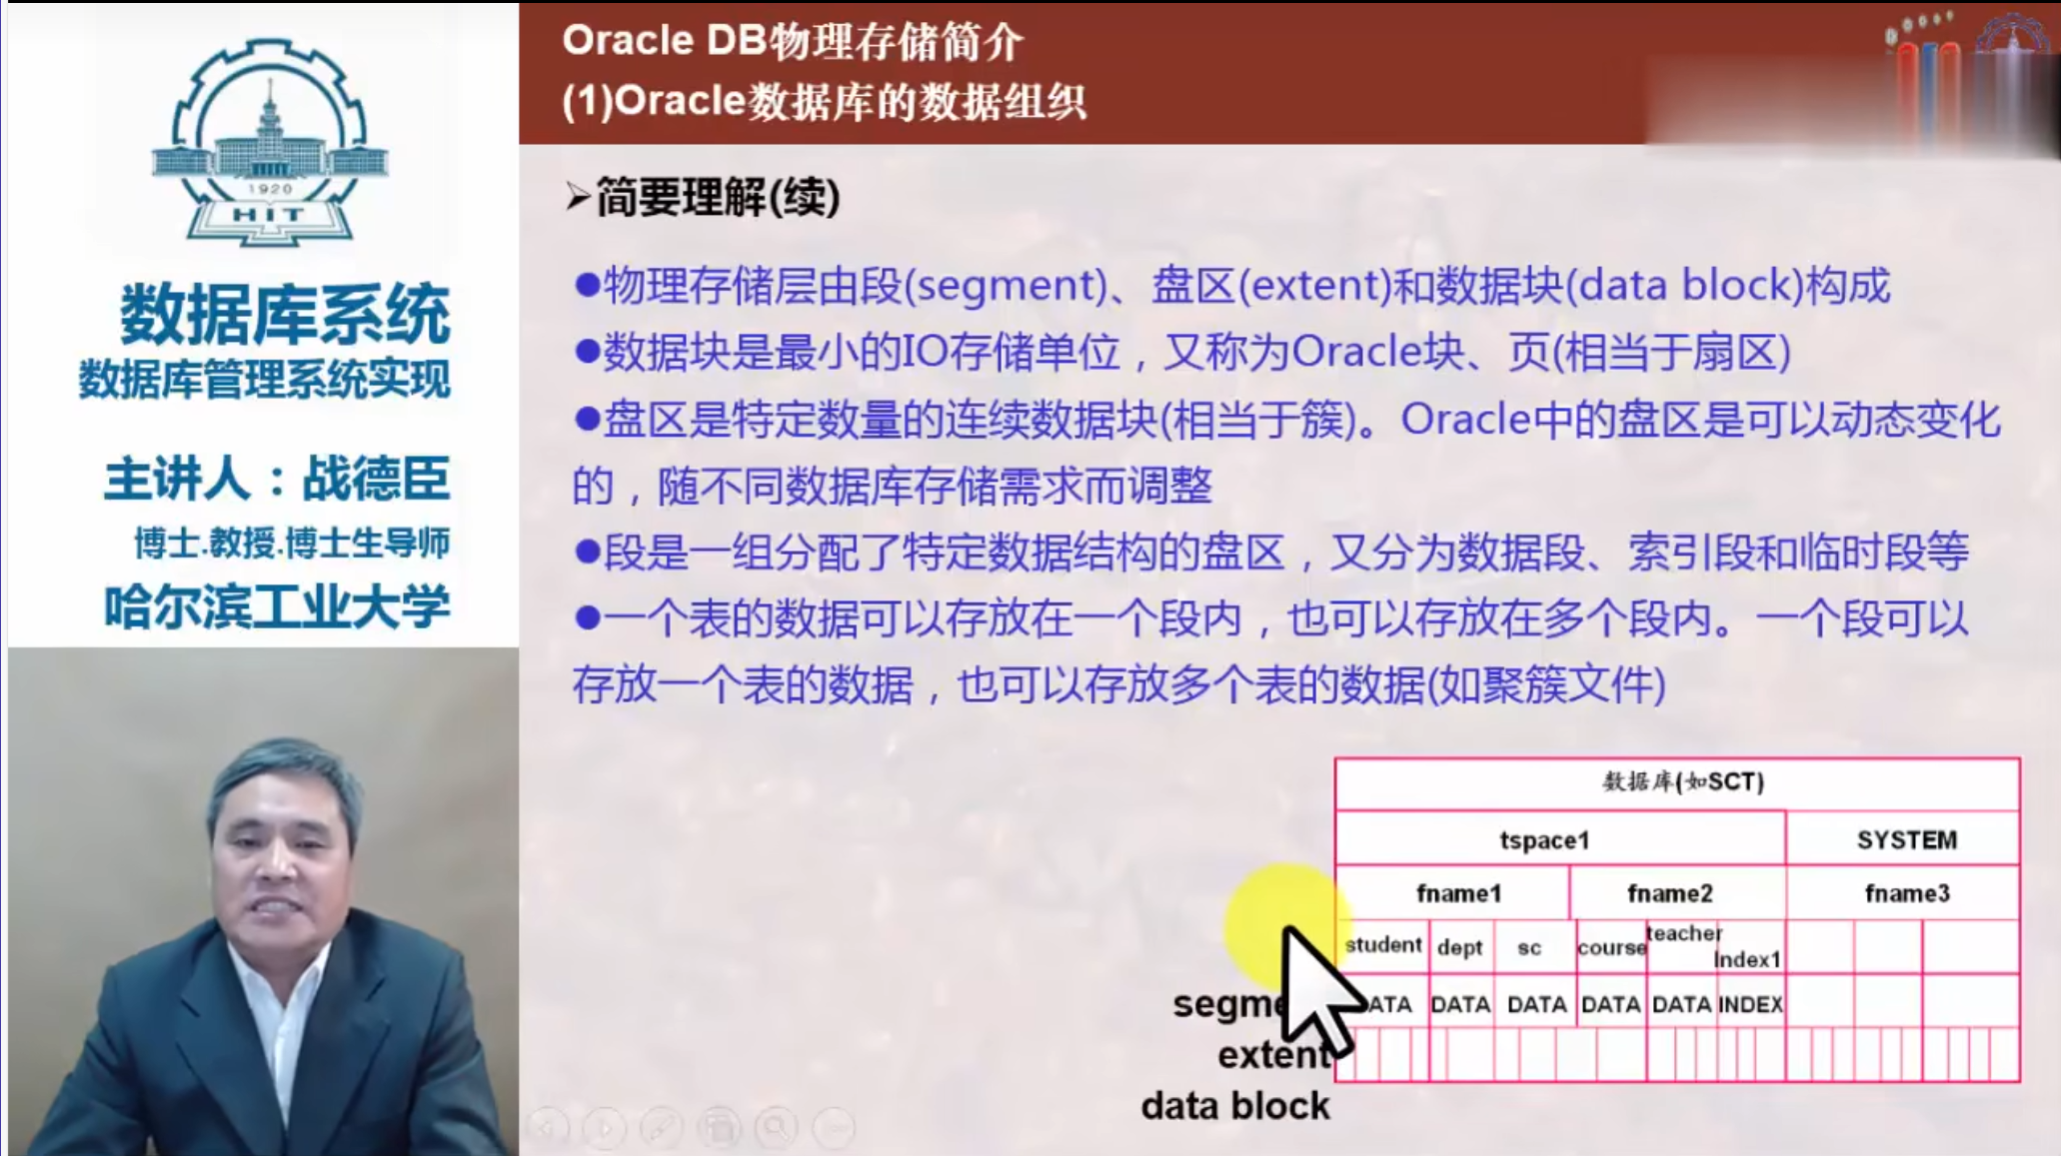 1920
HIT
数据库系统
数据库管理系统实现
主讲人：战德臣
博士.教授.博士生导师
哈尔滨工业大学
Oracle DB物理存储简介
(1)Oracle数据库的数据组织
➢简要理解(续)
●物理存储层由段(segment)、盘区(extent)和数据块(data block)构成
●数据块是最小的IO存储单位，又称为Oracle块、页(相当于扇区)
●盘区是特定数量的连续数据块(相当于簇)。Oracle中的盘区是可以动态变化
的，随不同数据库存储需求而调整
●段是一组分配了特定数据结构的盘区，又分为数据段、索引段和临时段等
●一个表的数据可以存放在一个段内，也可以存放在多个段内。一个段可以
存放一个表的数据，也可以存放多个表的数据(如聚簇文件)
数据库(如SCT)
tspace1 SYSTEM
fname1 fname2 fname3
student dept sc course teacher Index1
DATA DATA DATA DATA INDEX
extent
data block